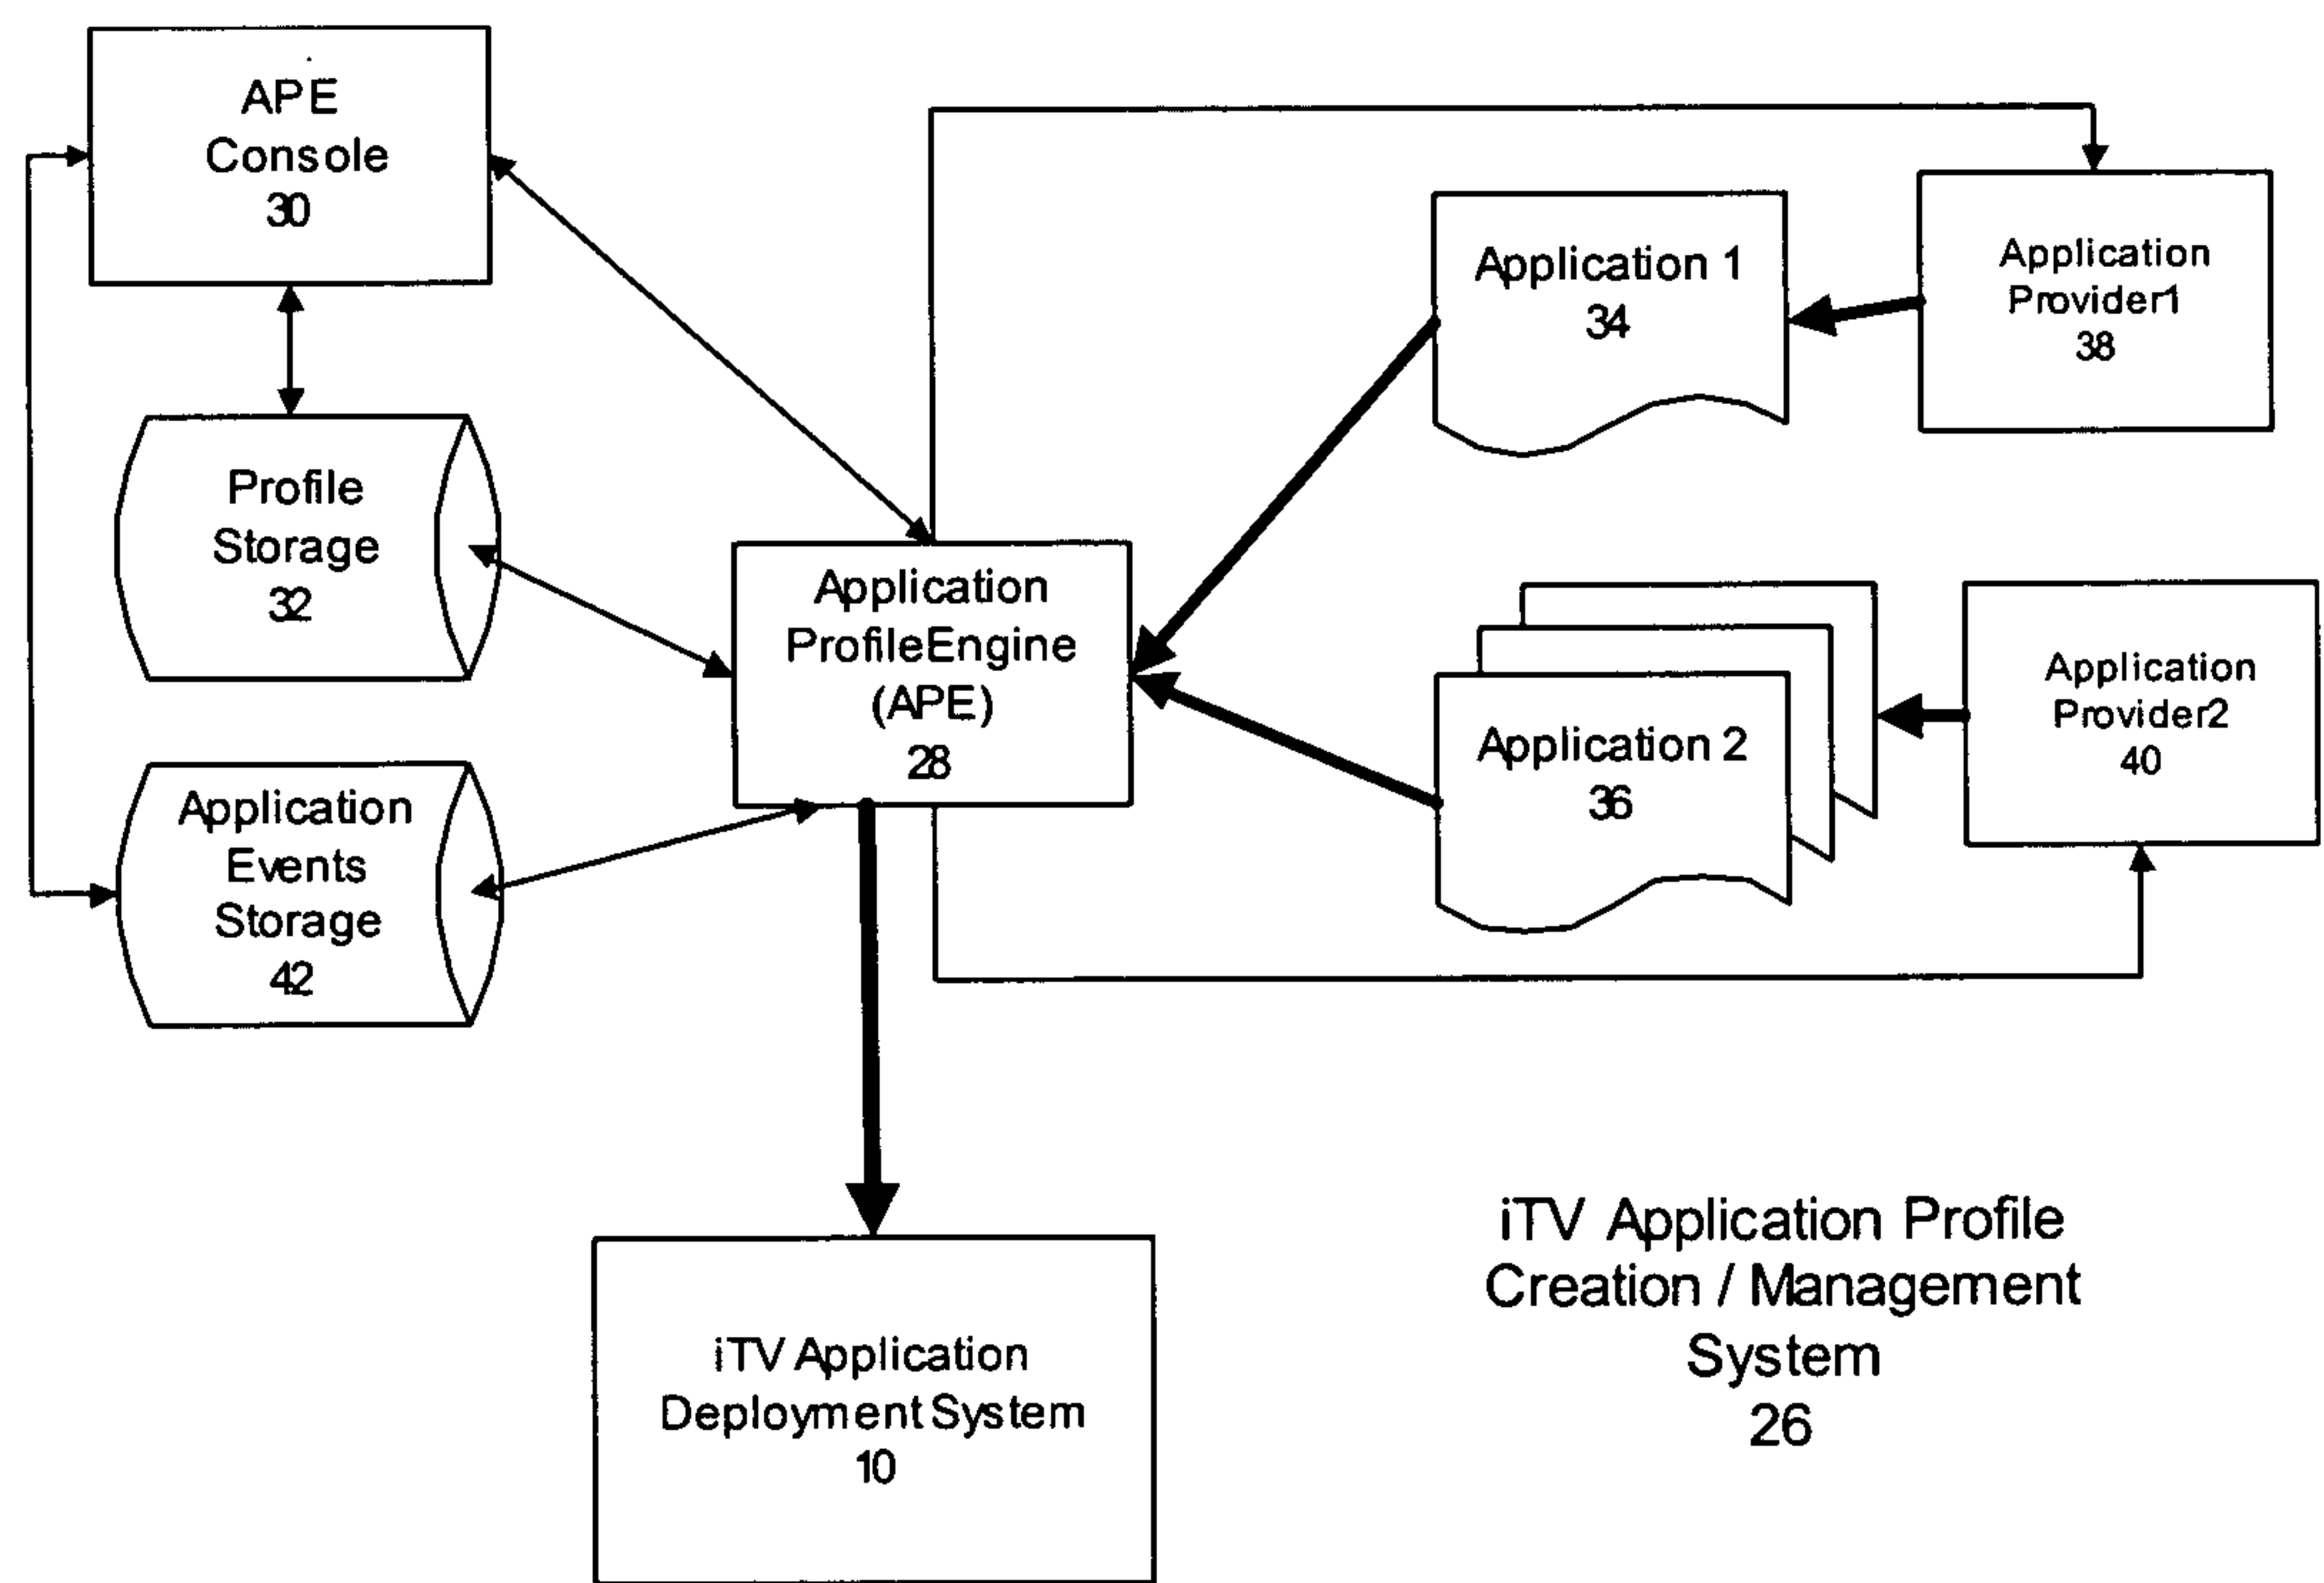 APE
Console
30
Profile
Storage
32
Application
Events
Storage
42
Application
ProfileEngine
(APE)
28
Application 1
34
Application
Provider1
38
Application 2
36
Application
Provider2
40
iTV Application
Deployment System
10
iTV Application Profile
Creation / Management
System
26